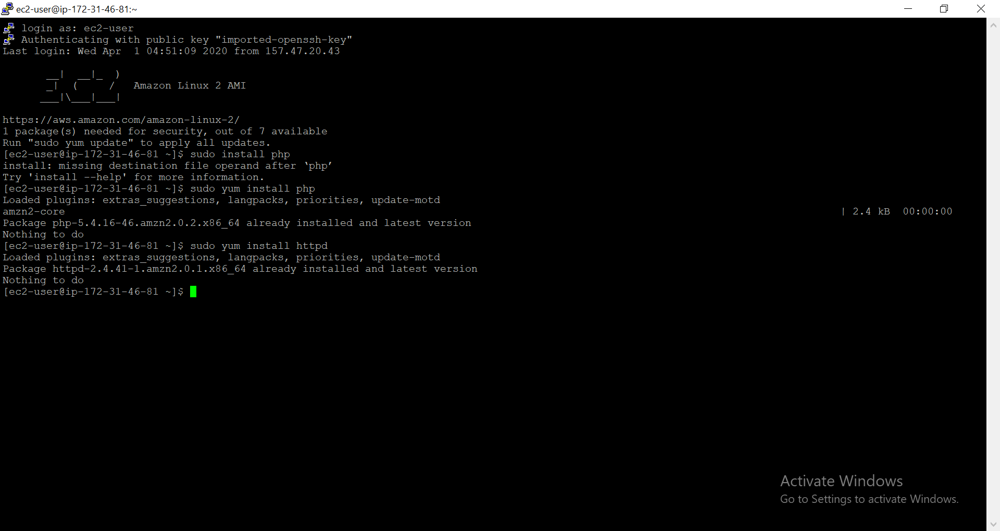 ec2-user@ip-172-31-46-81:~
login as: ec2-user
Authenticating with public key "imported-openssh-key"
Last login: Wed Apr  1 04:51:09 2020 from 157.47.20.43
       __|  __|_  )
       _|  (     /   Amazon Linux 2 AMI
      ___|\___|___|
https://aws.amazon.com/amazon-linux-2/
1 package(s) needed for security, out of 7 available
Run "sudo yum update" to apply all updates.
[ec2-user@ip-172-31-46-81 ~]$ sudo install php
install: missing destination file operand after ‘php’
Try 'install --help' for more information.
[ec2-user@ip-172-31-46-81 ~]$ sudo yum install php
Loaded plugins: extras_suggestions, langpacks, priorities, update-motd
amzn2-core | 2.4 kB  00:00:00
Package php-5.4.16-46.amzn2.0.2.x86_64 already installed and latest version
Nothing to do
[ec2-user@ip-172-31-46-81 ~]$ sudo yum install httpd
Loaded plugins: extras_suggestions, langpacks, priorities, update-motd
Package httpd-2.4.41-1.amzn2.0.1.x86_64 already installed and latest version
Nothing to do
[ec2-user@ip-172-31-46-81 ~]$
Activate Windows
Go to Settings to activate Windows.